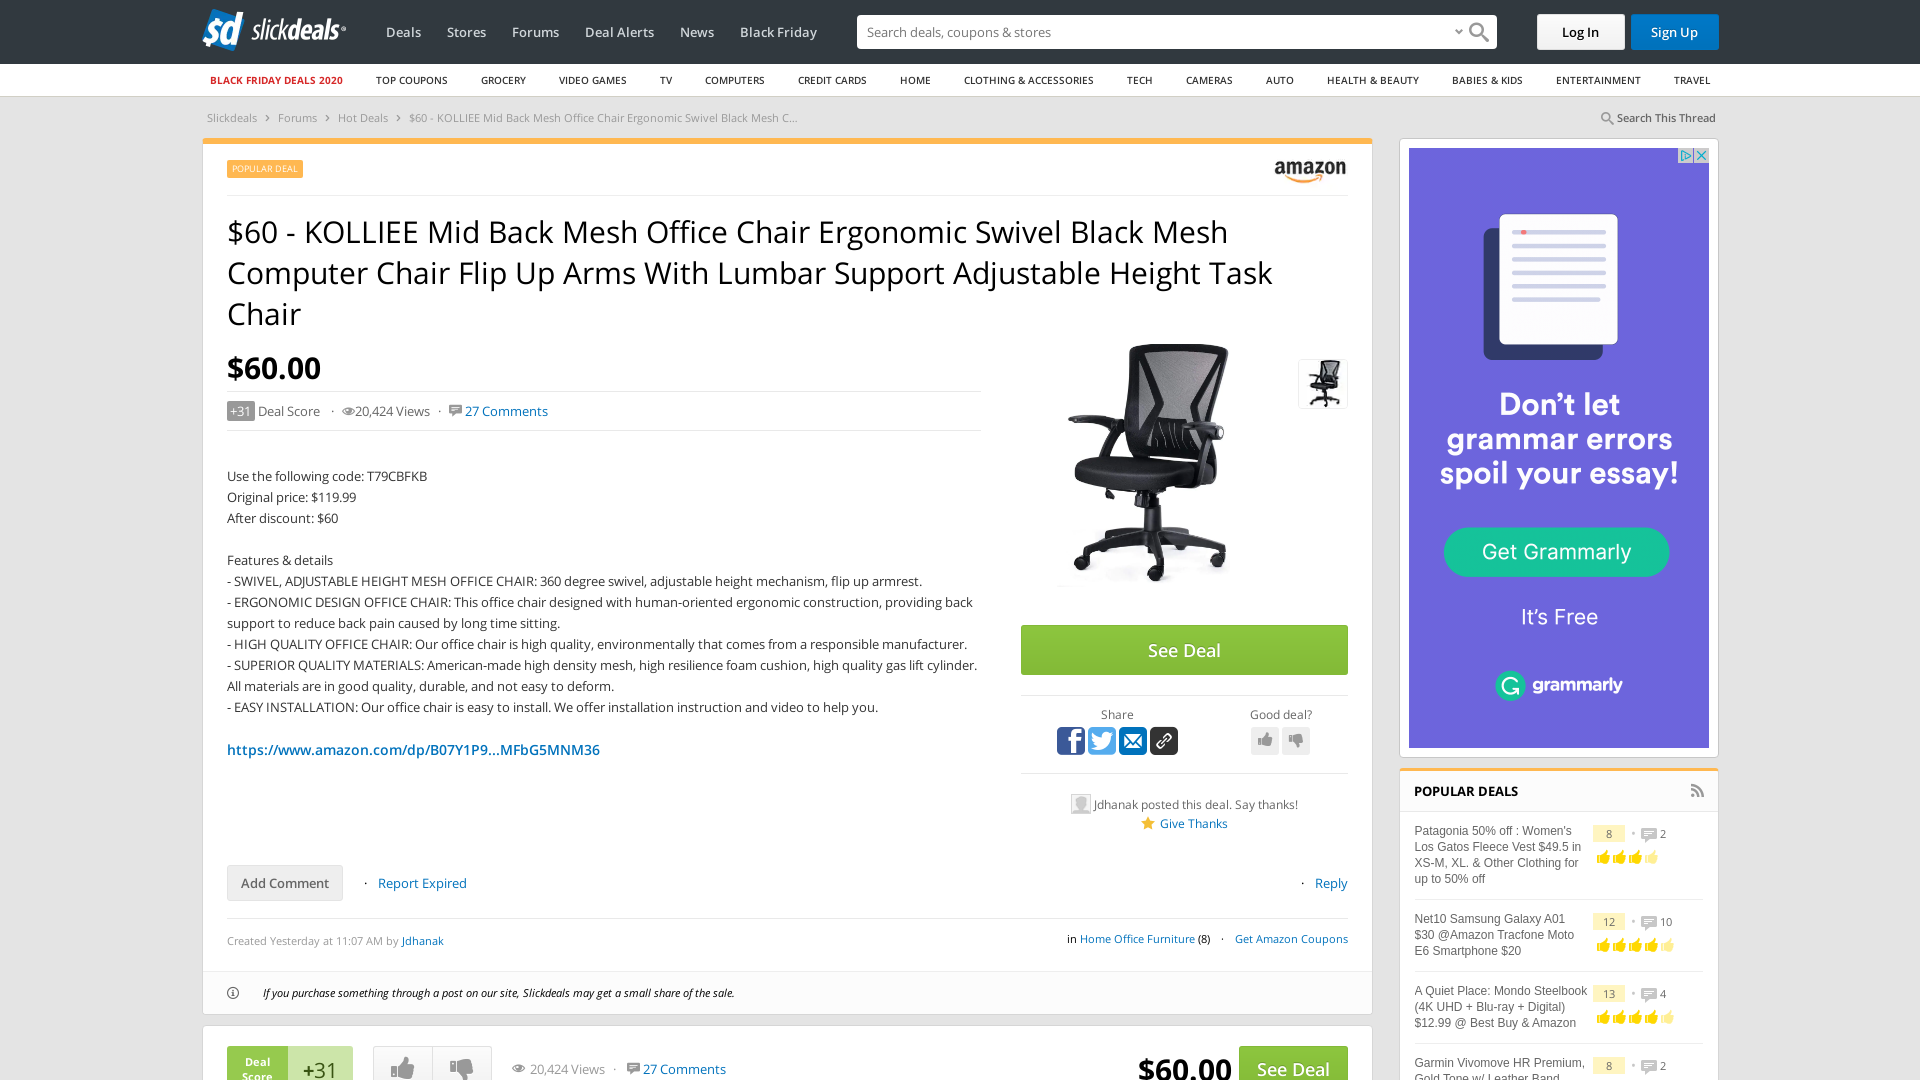 sd slickdeals
Deals Stores Forums Deal Alerts News Black Friday
Search deals, coupons & stores
Log In Sign Up
BLACK FRIDAY DEALS 2020 TOP COUPONS GROCERY VIDEO GAMES TV COMPUTERS CREDIT CARDS HOME CLOTHING & ACCESSORIES TECH CAMERAS AUTO HEALTH & BEAUTY BABIES & KIDS ENTERTAINMENT TRAVEL
Slickdeals › Forums › Hot Deals › $60 - KOLLIEE Mid Back Mesh Office Chair Ergonomic Swivel Black Mesh C...
Search This Thread
POPULAR DEAL
amazon
$60 - KOLLIEE Mid Back Mesh Office Chair Ergonomic Swivel Black Mesh
Computer Chair Flip Up Arms With Lumbar Support Adjustable Height Task
Chair
$60.00
+31 Deal Score · 20,424 Views · 27 Comments
Use the following code: T79CBFKB
Original price: $119.99
After discount: $60
Features & details
- SWIVEL, ADJUSTABLE HEIGHT MESH OFFICE CHAIR: 360 degree swivel, adjustable height mechanism, flip up armrest.
- ERGONOMIC DESIGN OFFICE CHAIR: This office chair designed with human-oriented ergonomic construction, providing back
support to reduce back pain caused by long time sitting.
- HIGH QUALITY OFFICE CHAIR: Our office chair is high quality, environmentally that comes from a responsible manufacturer.
- SUPERIOR QUALITY MATERIALS: American-made high density mesh, high resilience foam cushion, high quality gas lift cylinder.
All materials are in good quality, durable, and not easy to deform.
- EASY INSTALLATION: Our office chair is easy to install. We offer installation instruction and video to help you.
https://www.amazon.com/dp/B07Y1P9...MFbG5MNM36
See Deal
Share
Good deal?
Jdhanak posted this deal. Say thanks!
Give Thanks
Add Comment · Report Expired
· Reply
Created Yesterday at 11:07 AM by Jdhanak
in Home Office Furniture (8) · Get Amazon Coupons
If you purchase something through a post on our site, Slickdeals may get a small share of the sale.
Deal
Score
+31
20,424 Views · 27 Comments
$60.00
See Deal
Don't let
grammar errors
spoil your essay!
Get Grammarly
It's Free
grammarly
POPULAR DEALS
Patagonia 50% off : Women's
Los Gatos Fleece Vest $49.5 in
XS-M, XL. & Other Clothing for
up to 50% off
8 · 2
Net10 Samsung Galaxy A01
$30 @Amazon Tracfone Moto
E6 Smartphone $20
12 · 10
A Quiet Place: Mondo Steelbook
(4K UHD + Blu-ray + Digital)
$12.99 @ Best Buy & Amazon
13 · 4
Garmin Vivomove HR Premium,
Gold Tone w/ Leather Band
8 · 2